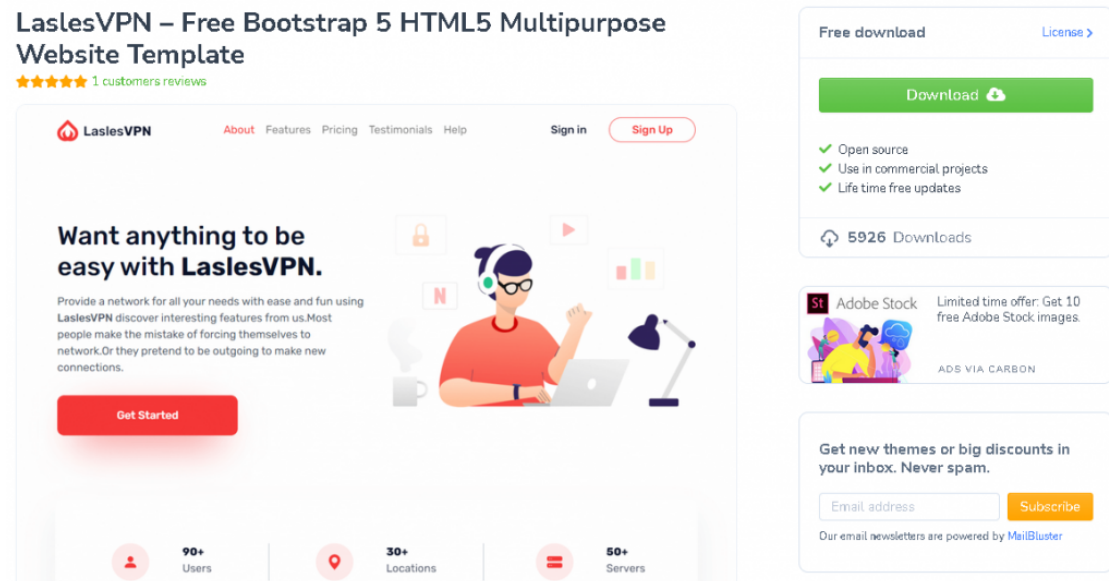 LaslesVPN – Free Bootstrap 5 HTML5 Multipurpose
Website Template
1 customers reviews
LaslesVPN
About Features Pricing Testimonials Help
Sign in
Sign Up
Want anything to be
easy with LaslesVPN.
Provide a network for all your needs with ease and fun using
LaslesVPN discover interesting features from us.Most
people make the mistake of forcing themselves to
network.Or they pretend to be outgoing to make new
connections.
Get Started
N
90+
Users
30+
Locations
50+
Servers
Free download
License
Download
Open source
Use in commercial projects
Life time free updates
5926 Downloads
St Adobe Stock
Limited time offer: Get 10
free Adobe Stock images.
ADS VIA CARBON
Get new themes or big discounts in
your inbox. Never spam.
Email address
Subscribe
Our email newsletters are powered by MailBluster